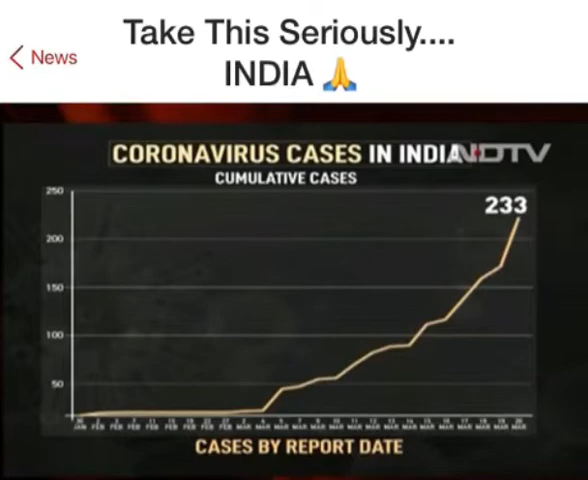 Take This Seriously....
INDIA 🙏
< News
CORONAVIRUS CASES IN INDIA
NDTV
CUMULATIVE CASES
250
200
150
100
50
233
CASES BY REPORT DATE